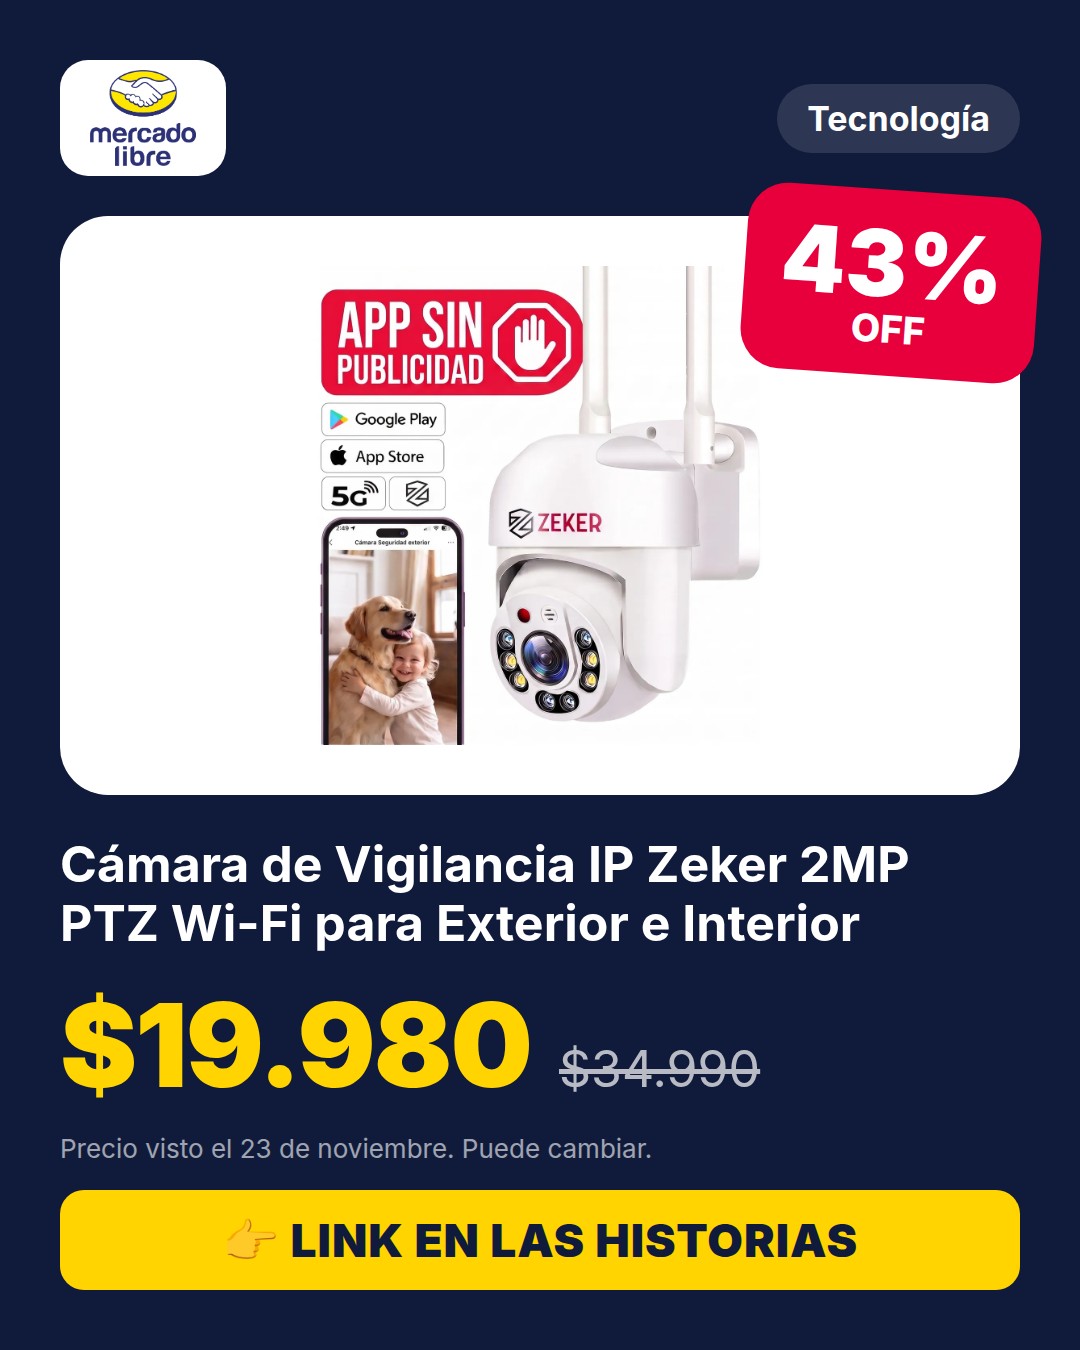 mercado
libre
Tecnología
43%
OFF
APP SIN
PUBLICIDAD
Google Play
App Store
5G
ZEKER
Cámara Seguridad exterior
Cámara de Vigilancia IP Zeker 2MP
PTZ Wi-Fi para Exterior e Interior
$19.980 $34.990
Precio visto el 23 de noviembre. Puede cambiar.
👉 LINK EN LAS HISTORIAS